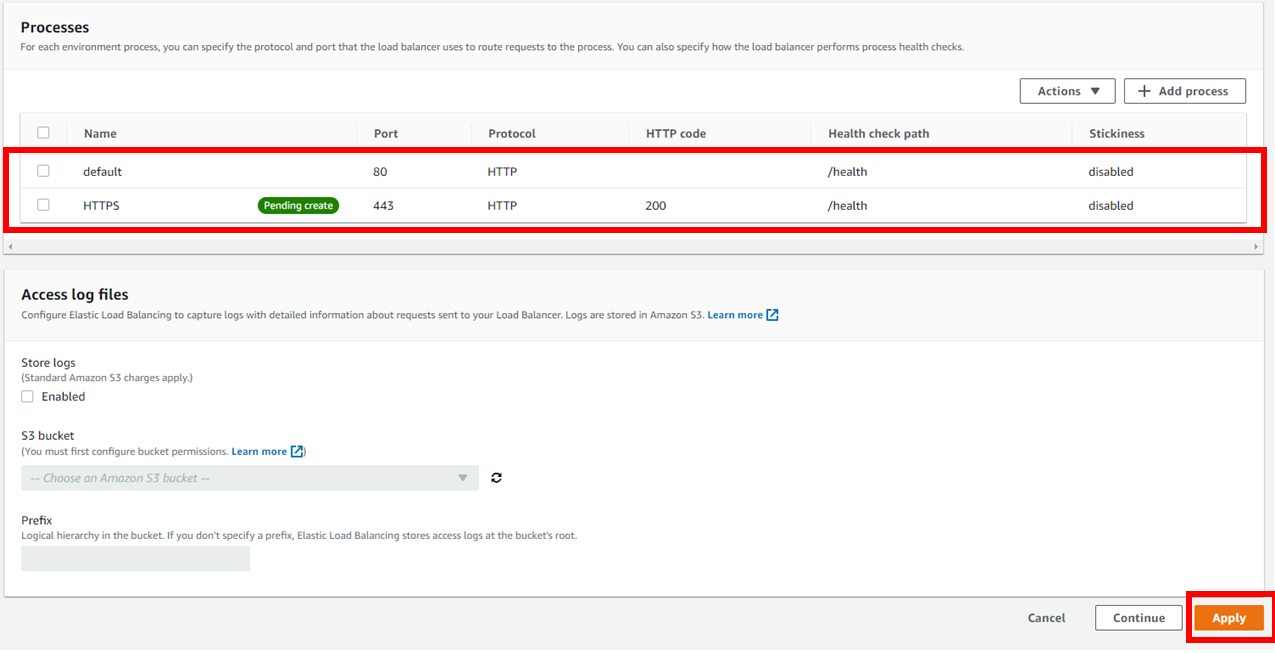 Processes
For each environment process, you can specify the protocol and port that the load balancer uses to route requests to the process. You can also specify how the load balancer performs process health checks.
Actions Add process
Name Port Protocol HTTP code Health check path Stickiness
default 80 HTTP /health disabled
HTTPS Pending create 443 HTTP 200 /health disabled
Access log files
Configure Elastic Load Balancing to capture logs with detailed information about requests sent to your Load Balancer. Logs are stored in Amazon S3. Learn more
Store logs
(Standard Amazon S3 charges apply.)
Enabled
S3 bucket
(You must first configure bucket permissions. Learn more)
-- Choose an Amazon S3 bucket --
Prefix
Logical hierarchy in the bucket. If you don't specify a prefix, Elastic Load Balancing stores access logs at the bucket's root.
Cancel Continue Apply